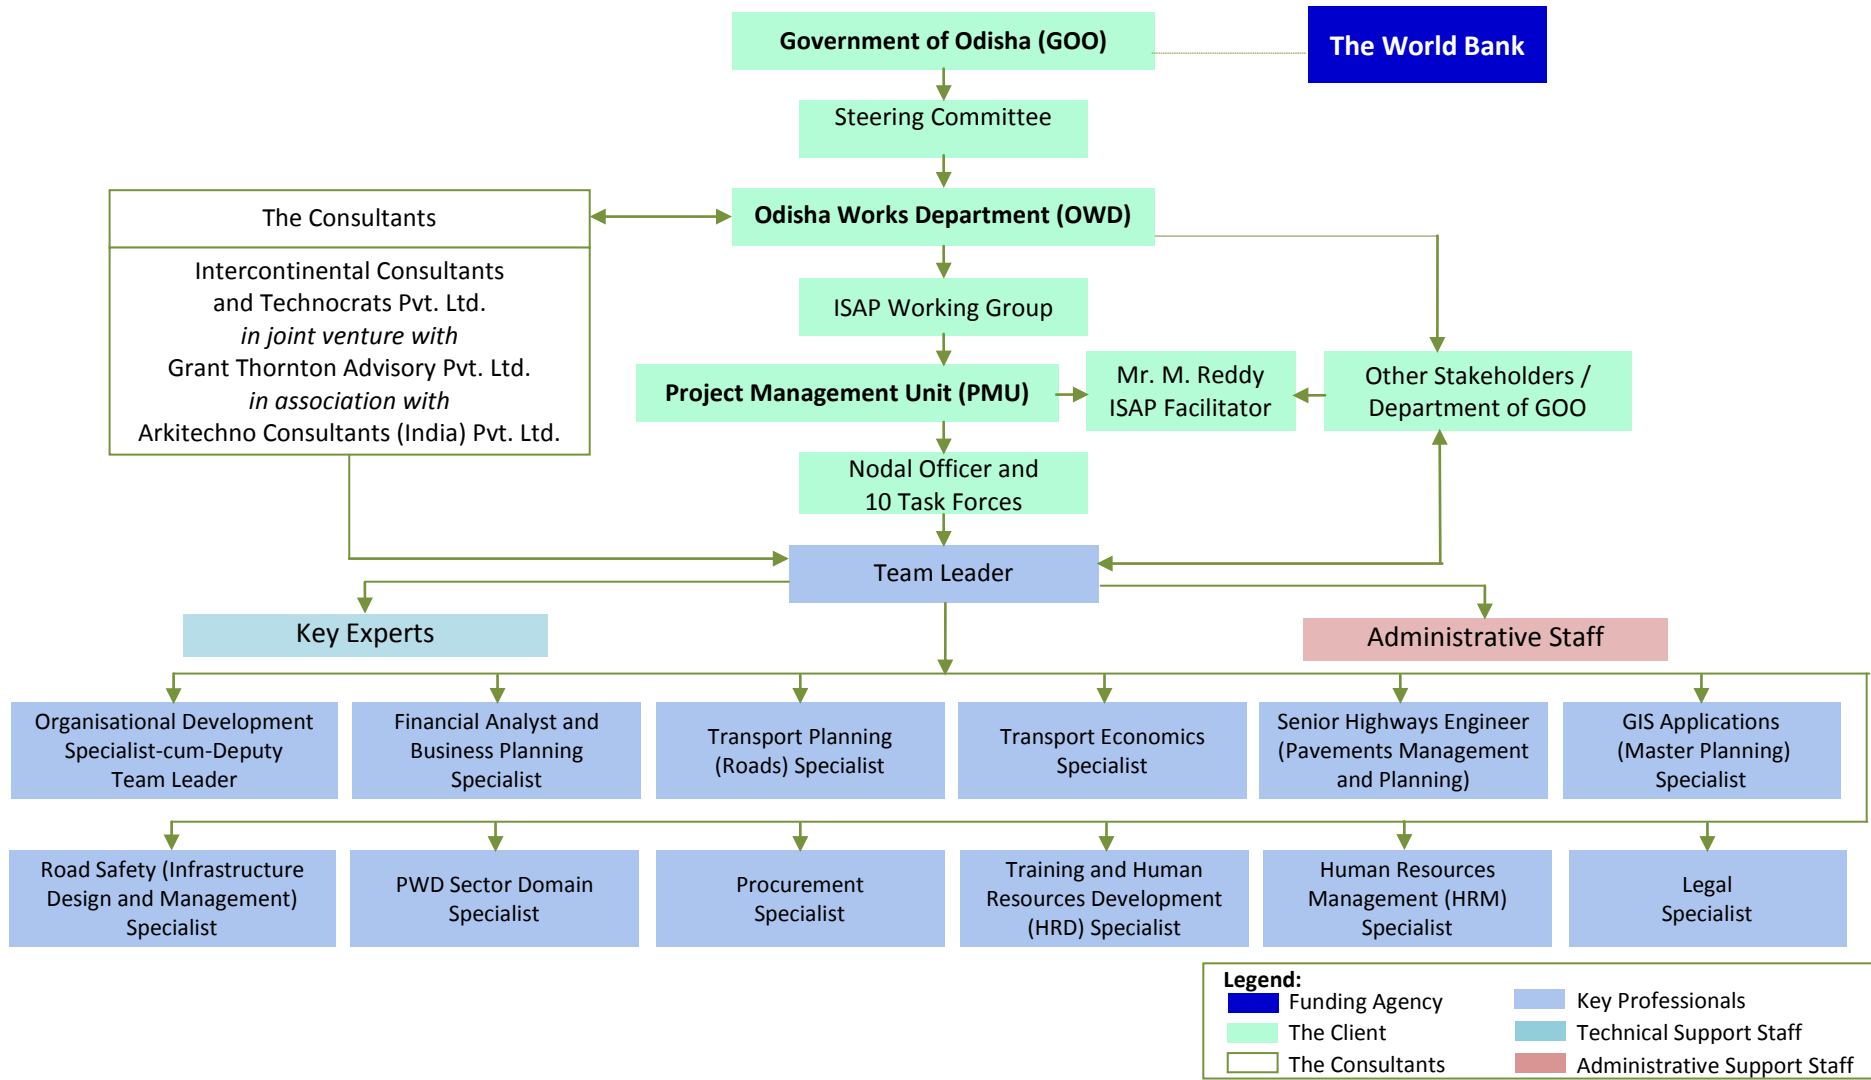 Government of Odisha (GOO)
The World Bank
Steering Committee
The Consultants
Odisha Works Department (OWD)
Intercontinental Consultants
and Technocrats Pvt. Ltd.
in joint venture with
Grant Thornton Advisory Pvt. Ltd.
in association with
Arkitechno Consultants (India) Pvt. Ltd.
ISAP Working Group
Project Management Unit (PMU)
Mr. M. Reddy
ISAP Facilitator
Other Stakeholders /
Department of GOO
Nodal Officer and
10 Task Forces
Team Leader
Key Experts
Administrative Staff
Organisational Development
Specialist-cum-Deputy
Team Leader
Financial Analyst and
Business Planning
Specialist
Transport Planning
(Roads) Specialist
Transport Economics
Specialist
Senior Highways Engineer
(Pavements Management
and Planning)
GIS Applications
(Master Planning)
Specialist
Road Safety (Infrastructure
Design and Management)
Specialist
PWD Sector Domain
Specialist
Procurement
Specialist
Training and Human
Resources Development
(HRD) Specialist
Human Resources
Management (HRM)
Specialist
Legal
Specialist
Legend:
Funding Agency
The Client
The Consultants
Key Professionals
Technical Support Staff
Administrative Support Staff